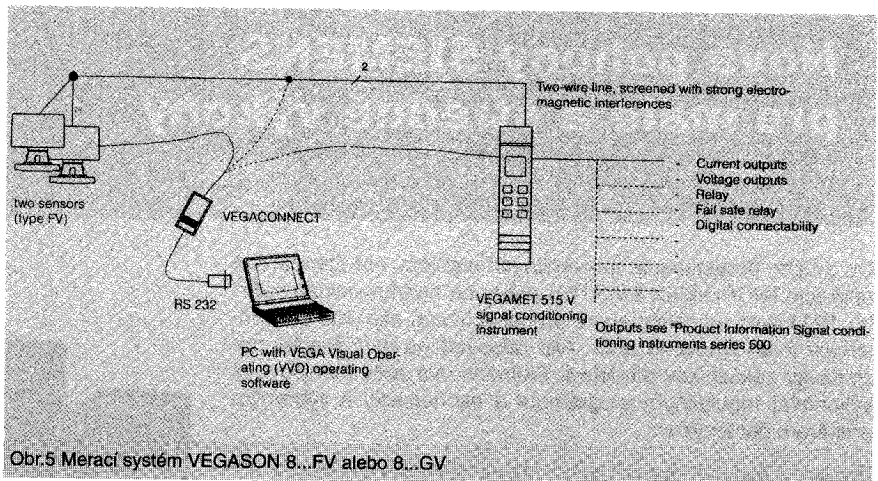 2
Two-wire line, screened with strong electro-
magnetic interferences
two sensors
(type FV)
VEGACONNECT
RS 232
PC with VEGA Visual Oper-
ating (VVO) operating
software
VEGAMET 515 V
signal conditioning
instrument
- Current outputs
- Voltage outputs
- Relay
- Fail safe relay
- Digital connectability
Outputs see "Product Information Signal condi-
tioning instruments series 500
Obr.5 Merací systém VEGASON 8...FV alebo 8...GV